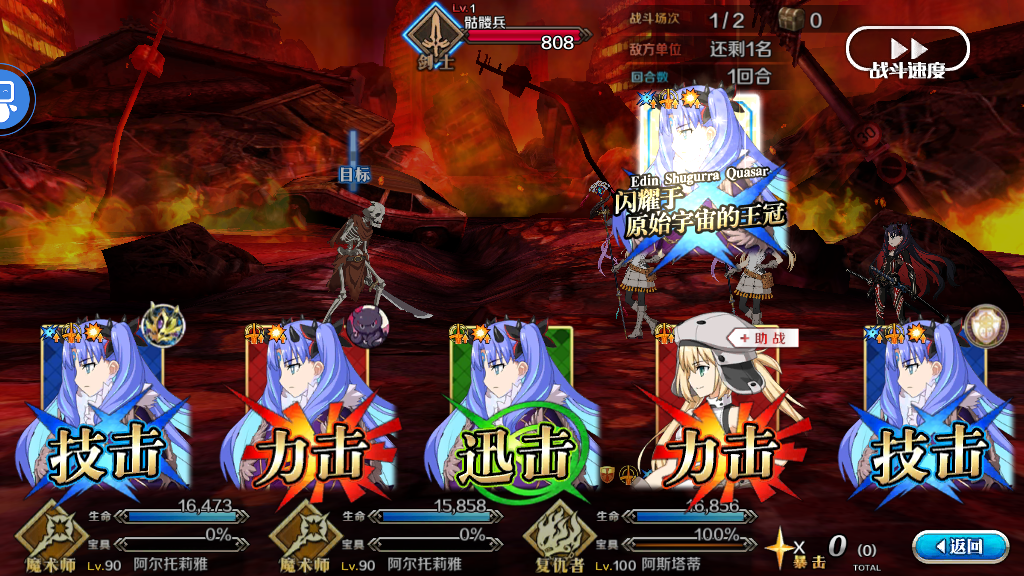 Lv.1
骷髅兵
808
剑士
战斗场次 1/2 0
敌方单位 还剩1名
回合数 1回合
战斗速度
目标
Edin Shugurra Quasar
闪耀于
原始宇宙的王冠
+助战
技击
力击
迅击
力击
技击
生命 16,473
宝具 0%
魔术师 Lv.90 阿尔托莉雅
生命 15,858
宝具 0%
魔术师 Lv.90 阿尔托莉雅
生命 16,856
宝具 100%
复仇者 Lv.100 阿斯塔蒂
X 暴击 0 (0)
TOTAL
返回